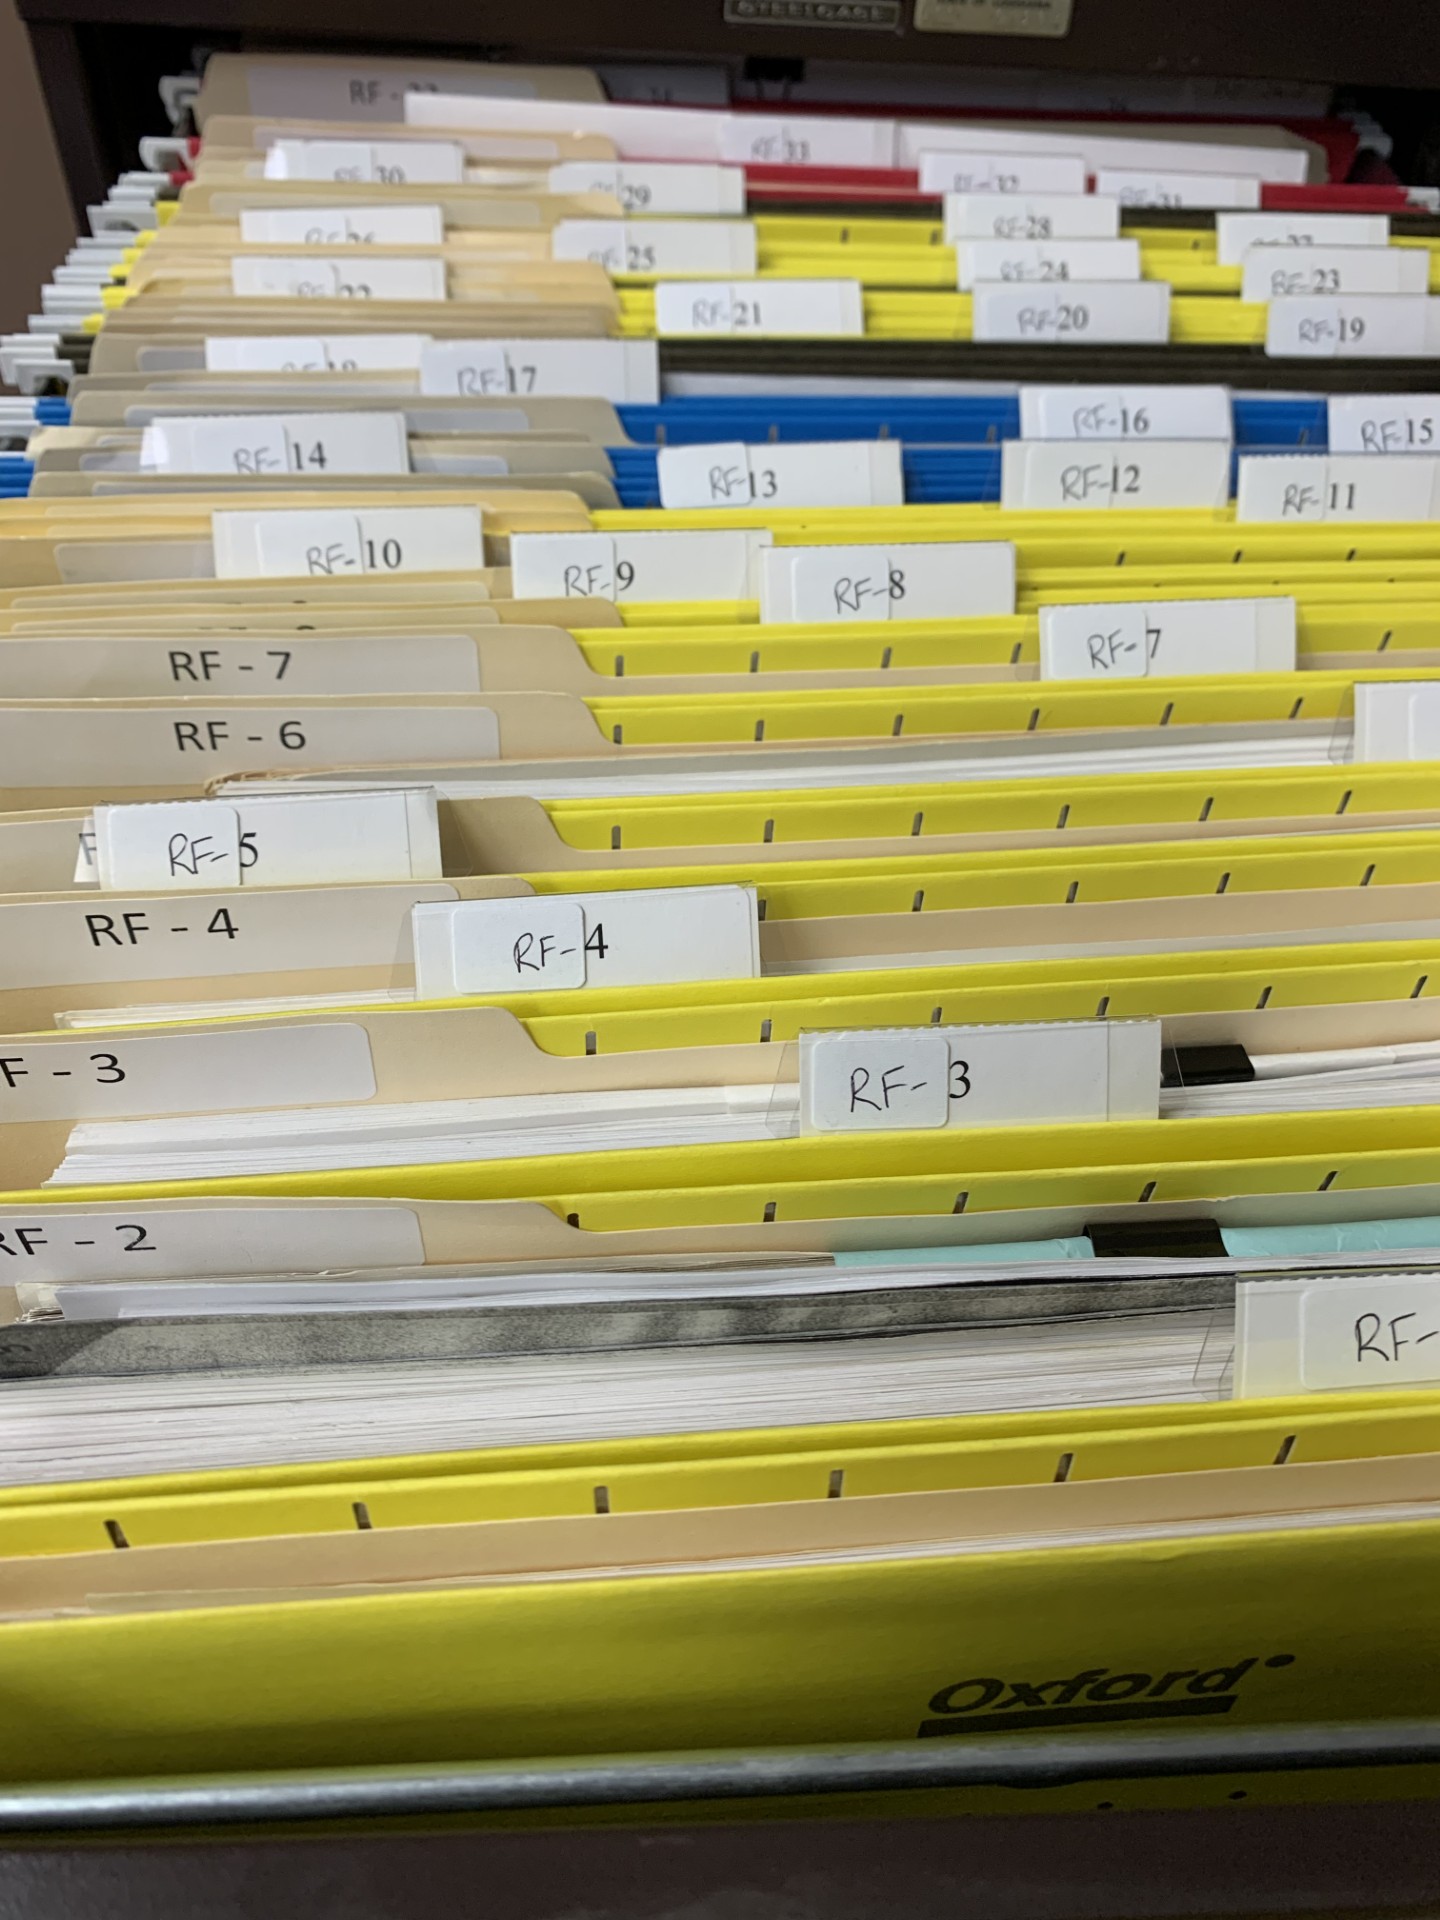 STEELCASE
RF -
RF-33
RF-30
29
RF-32
RF-28
RF-25
RF-24
RF-23
RF-21
RF-20
RF-19
RF-17
RF-16
RF-15
RF-14
RF-13
RF-12
RF-11
RF-10
RF-9
RF-8
RF-7
RF - 7
RF - 6
RF-5
F
RF-4
RF - 4
RF-3
F - 3
RF - 2
RF-
Oxford